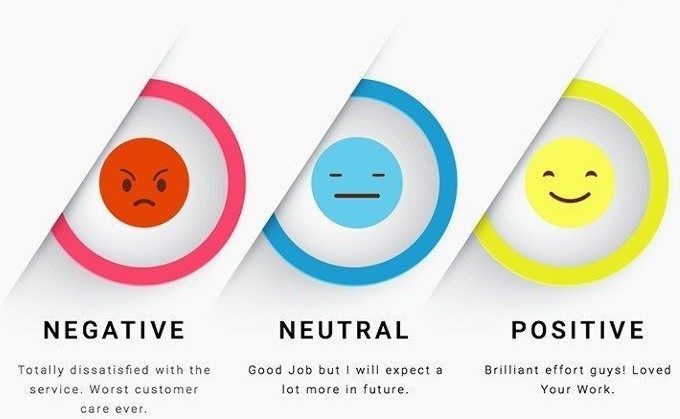 NEGATIVE
Totally dissatisfied with the
service. Worst customer
care ever.
NEUTRAL
Good Job but I will expect a
lot more in future.
POSITIVE
Brilliant effort guys! Loved
Your Work.